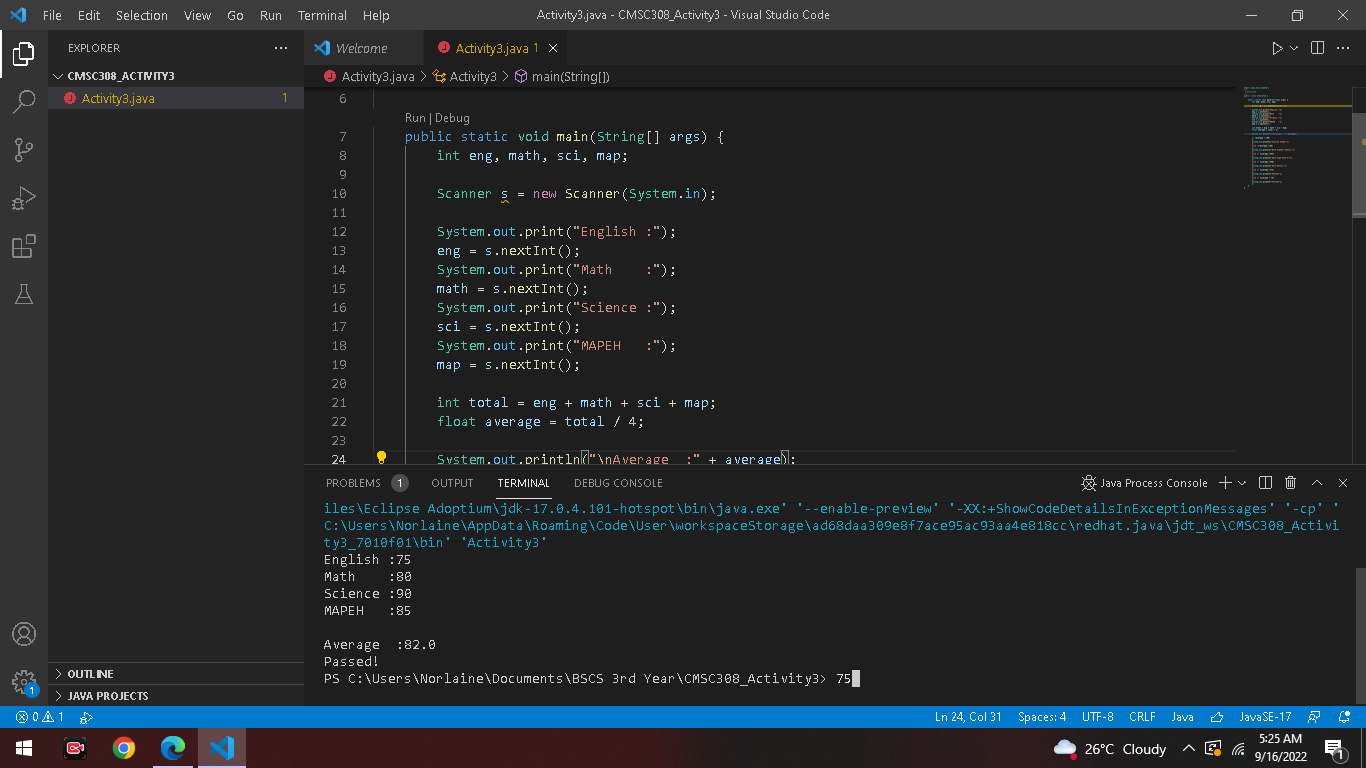 File Edit Selection View Go Run Terminal Help Activity3.java - CMSC308_Activity3 - Visual Studio Code
EXPLORER
CMSC308_ACTIVITY3
Activity3.java 1
OUTLINE
JAVA PROJECTS
1
Welcome Activity3.java 1
Activity3.java > Activity3 > main(String[])
6
Run | Debug
7 public static void main(String[] args) {
8 int eng, math, sci, map;
9
10 Scanner s = new Scanner(System.in);
11
12 System.out.print("English :");
13 eng = s.nextInt();
14 System.out.print("Math    :");
15 math = s.nextInt();
16 System.out.print("Science :");
17 sci = s.nextInt();
18 System.out.print("MAPEH   :");
19 map = s.nextInt();
20
21 int total = eng + math + sci + map;
22 float average = total / 4;
23
24 System.out.println("\nAverage  :" + average);
PROBLEMS 1 OUTPUT TERMINAL DEBUG CONSOLE Java Process Console
iles\Eclipse Adoptium\jdk-17.0.4.101-hotspot\bin\java.exe' '--enable-preview' '-XX:+ShowCodeDetailsInExceptionMessages' '-cp' '
C:\Users\Norlaine\AppData\Roaming\Code\User\workspaceStorage\ad68daa309e8f7ace95ac93aa4e818cc\redhat.java\jdt_ws\CMSC308_Activi
ty3_7010f01\bin' 'Activity3'
English :75
Math    :80
Science :90
MAPEH   :85
Average  :82.0
Passed!
PS C:\Users\Norlaine\Documents\BSCS 3rd Year\CMSC308_Activity3> 75
0 1 Ln 24, Col 31 Spaces: 4 UTF-8 CRLF Java JavaSE-17
26°C Cloudy 5:25 AM
9/16/2022 1